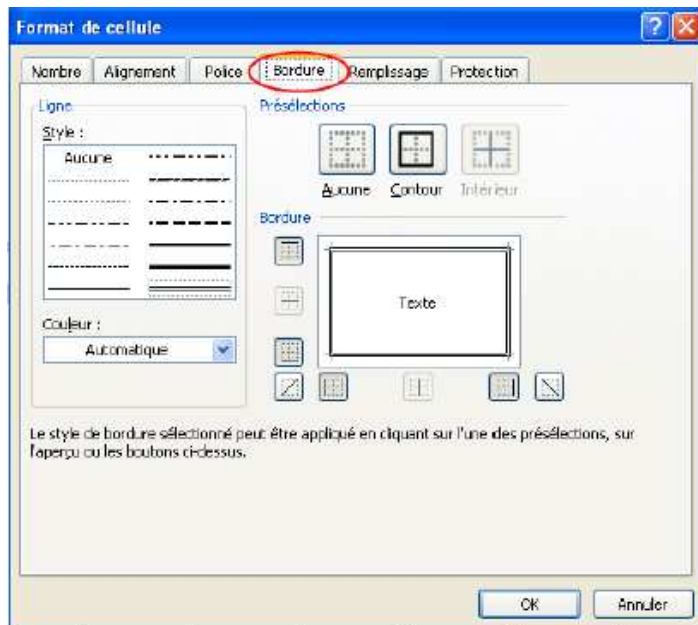 Format de cellule
Nombre Alignement Police Bordure Remplissage Protection
Ligne
Style :
Aucune
Couleur :
Automatique
Présélections
Aucune Contour Intérieur
Bordure
Texte
Le style de bordure sélectionné peut être appliqué en cliquant sur l'une des présélections, sur
l'aperçu ou les boutons ci-dessus.
OK Annuler